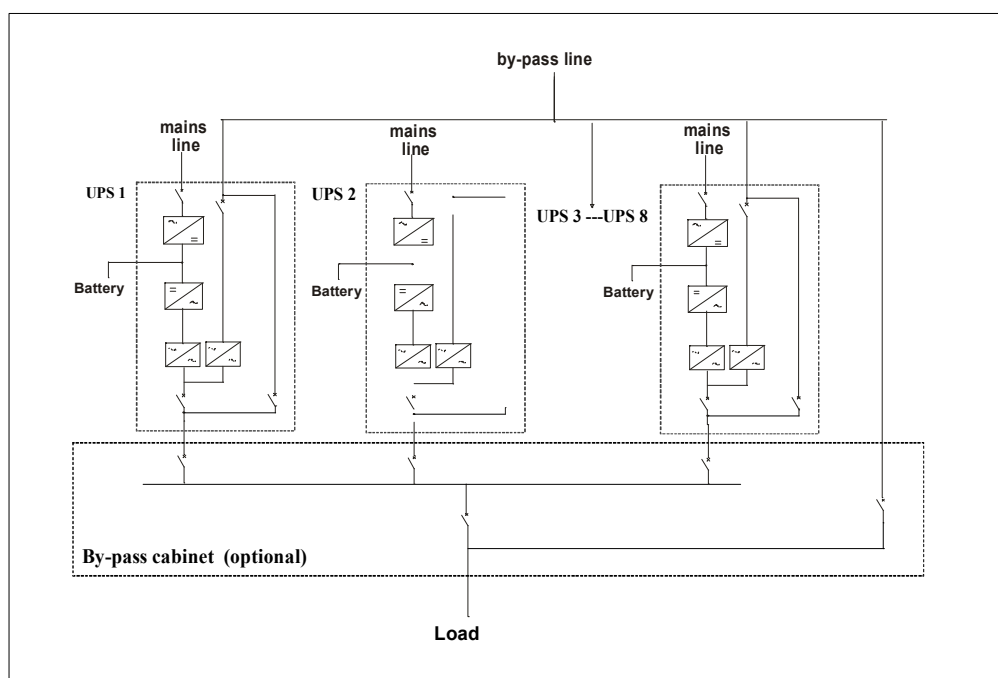 by-pass line
mains
line
mains
line
mains
line
UPS 1
UPS 2
UPS 3 ---UPS 8
Battery
Battery
Battery
By-pass cabinet (optional)
Load